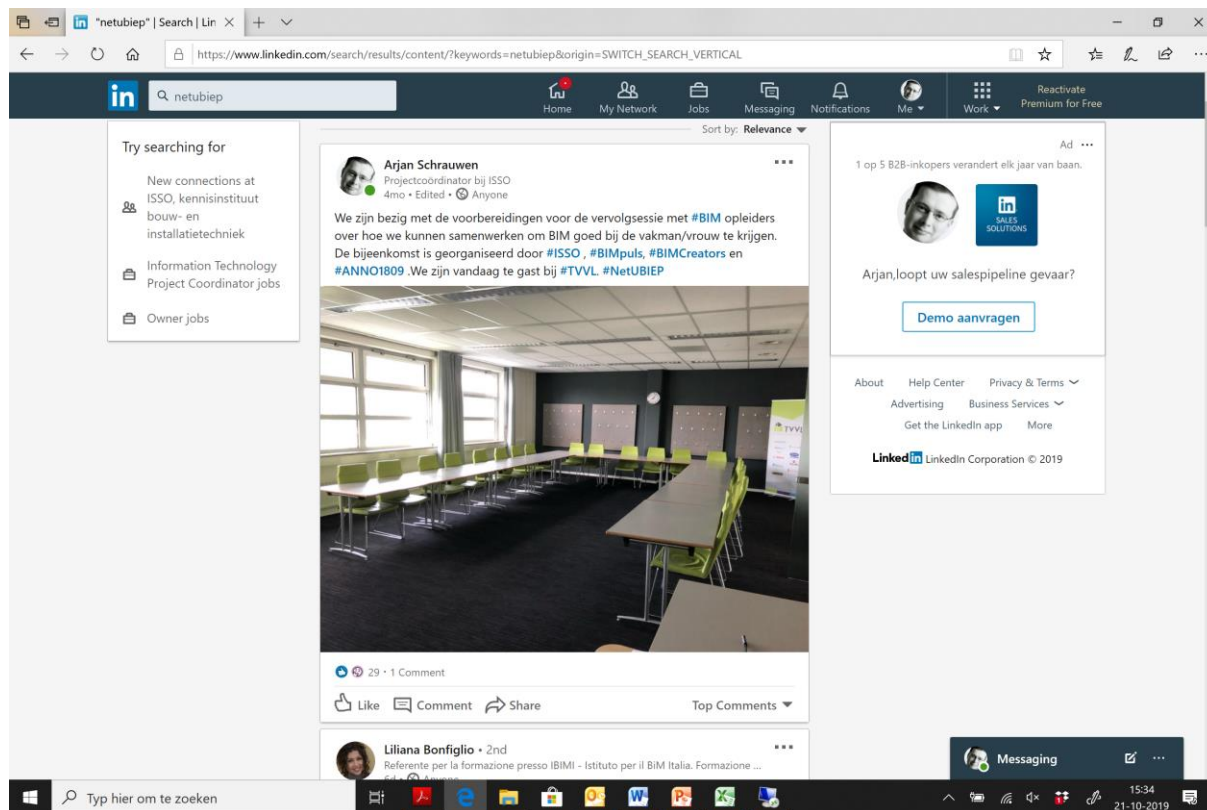 "netubiep" | Search | Lin
https://www.linkedin.com/search/results/content/?keywords=netubiep&origin=SWITCH_SEARCH_VERTICAL
in
netubiep
Home
My Network
Jobs
Messaging
Notifications
Me
Work
Reactivate
Premium for Free
Try searching for
New connections at
ISSO, kennisinstituut
bouw- en
installatietechniek
Information Technology
Project Coordinator jobs
Owner jobs
Sort by: Relevance
Arjan Schrauwen
Projectcoördinator bij ISSO
4mo • Edited • Anyone
We zijn bezig met de voorbereidingen voor de vervolgsessie met #BIM opleiders
over hoe we kunnen samenwerken om BIM goed bij de vakman/vrouw te krijgen.
De bijeenkomst is georganiseerd door #ISSO , #BIMpuls, #BIMCreators en
#ANNO1809 .We zijn vandaag te gast bij #TVVL. #NetUBIEP
TVVL
29 · 1 Comment
Like
Comment
Share
Top Comments
Liliana Bonfiglio • 2nd
Referente per la formazione presso IBIMI - Istituto per il BiM Italia. Formazione ...
Ad
1 op 5 B2B-inkopers verandert elk jaar van baan.
in
SALES
SOLUTIONS
Arjan,loopt uw salespipeline gevaar?
Demo aanvragen
About Help Center Privacy & Terms
Advertising Business Services
Get the LinkedIn app More
Linked in LinkedIn Corporation © 2019
Messaging
Typ hier om te zoeken
15:34
21-10-2019